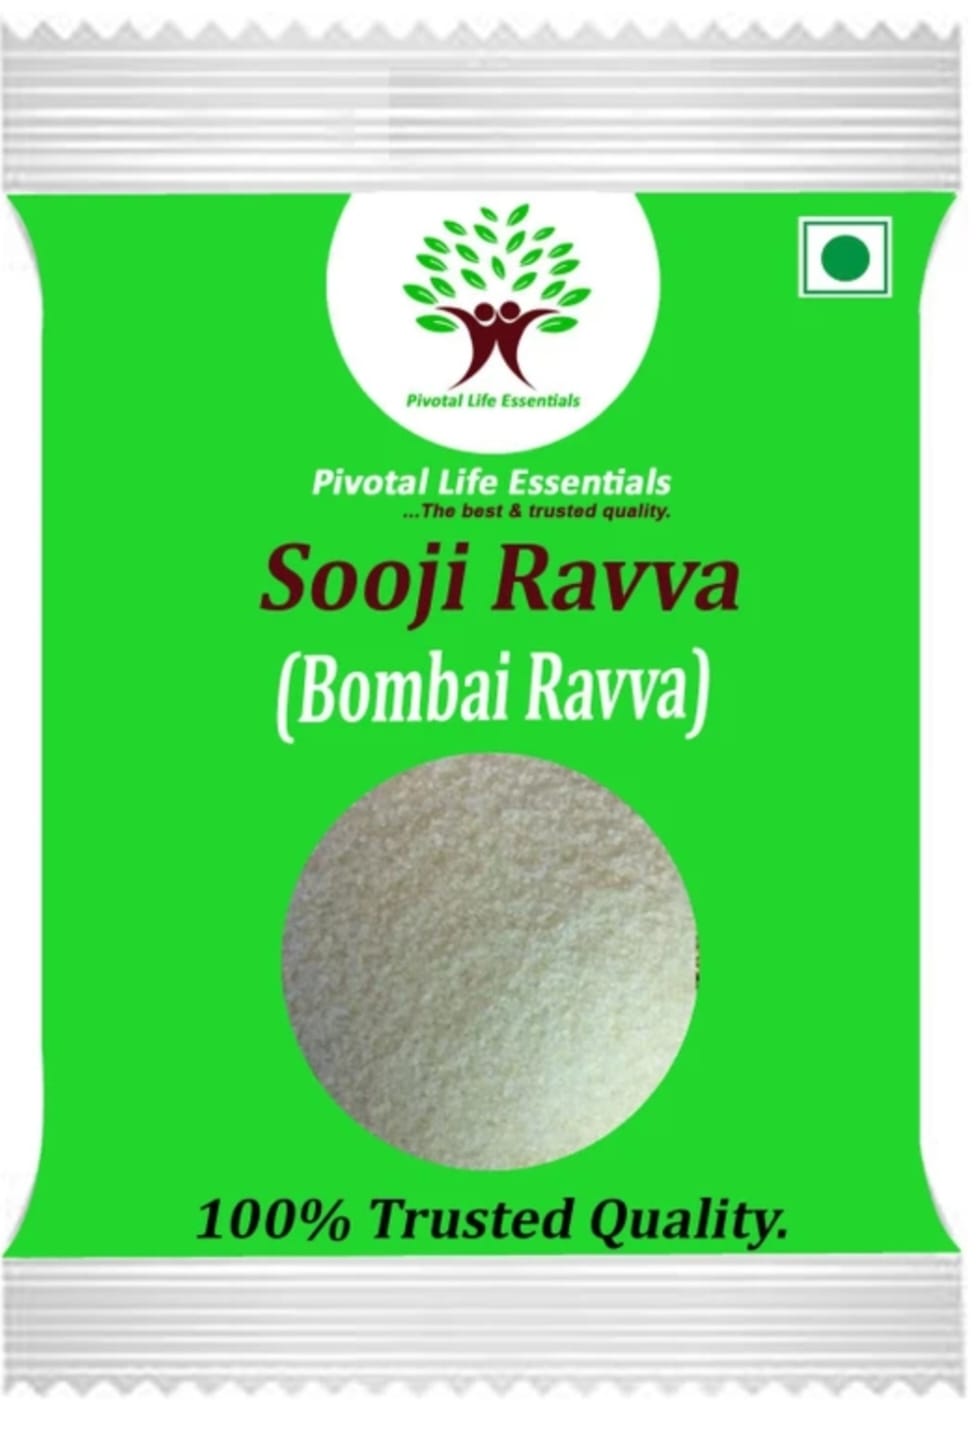 Pivotal Life Essentials
Pivotal Life Essentials
...The best & trusted quality.
Sooji Ravva
(Bombai Ravva)
100% Trusted Quality.